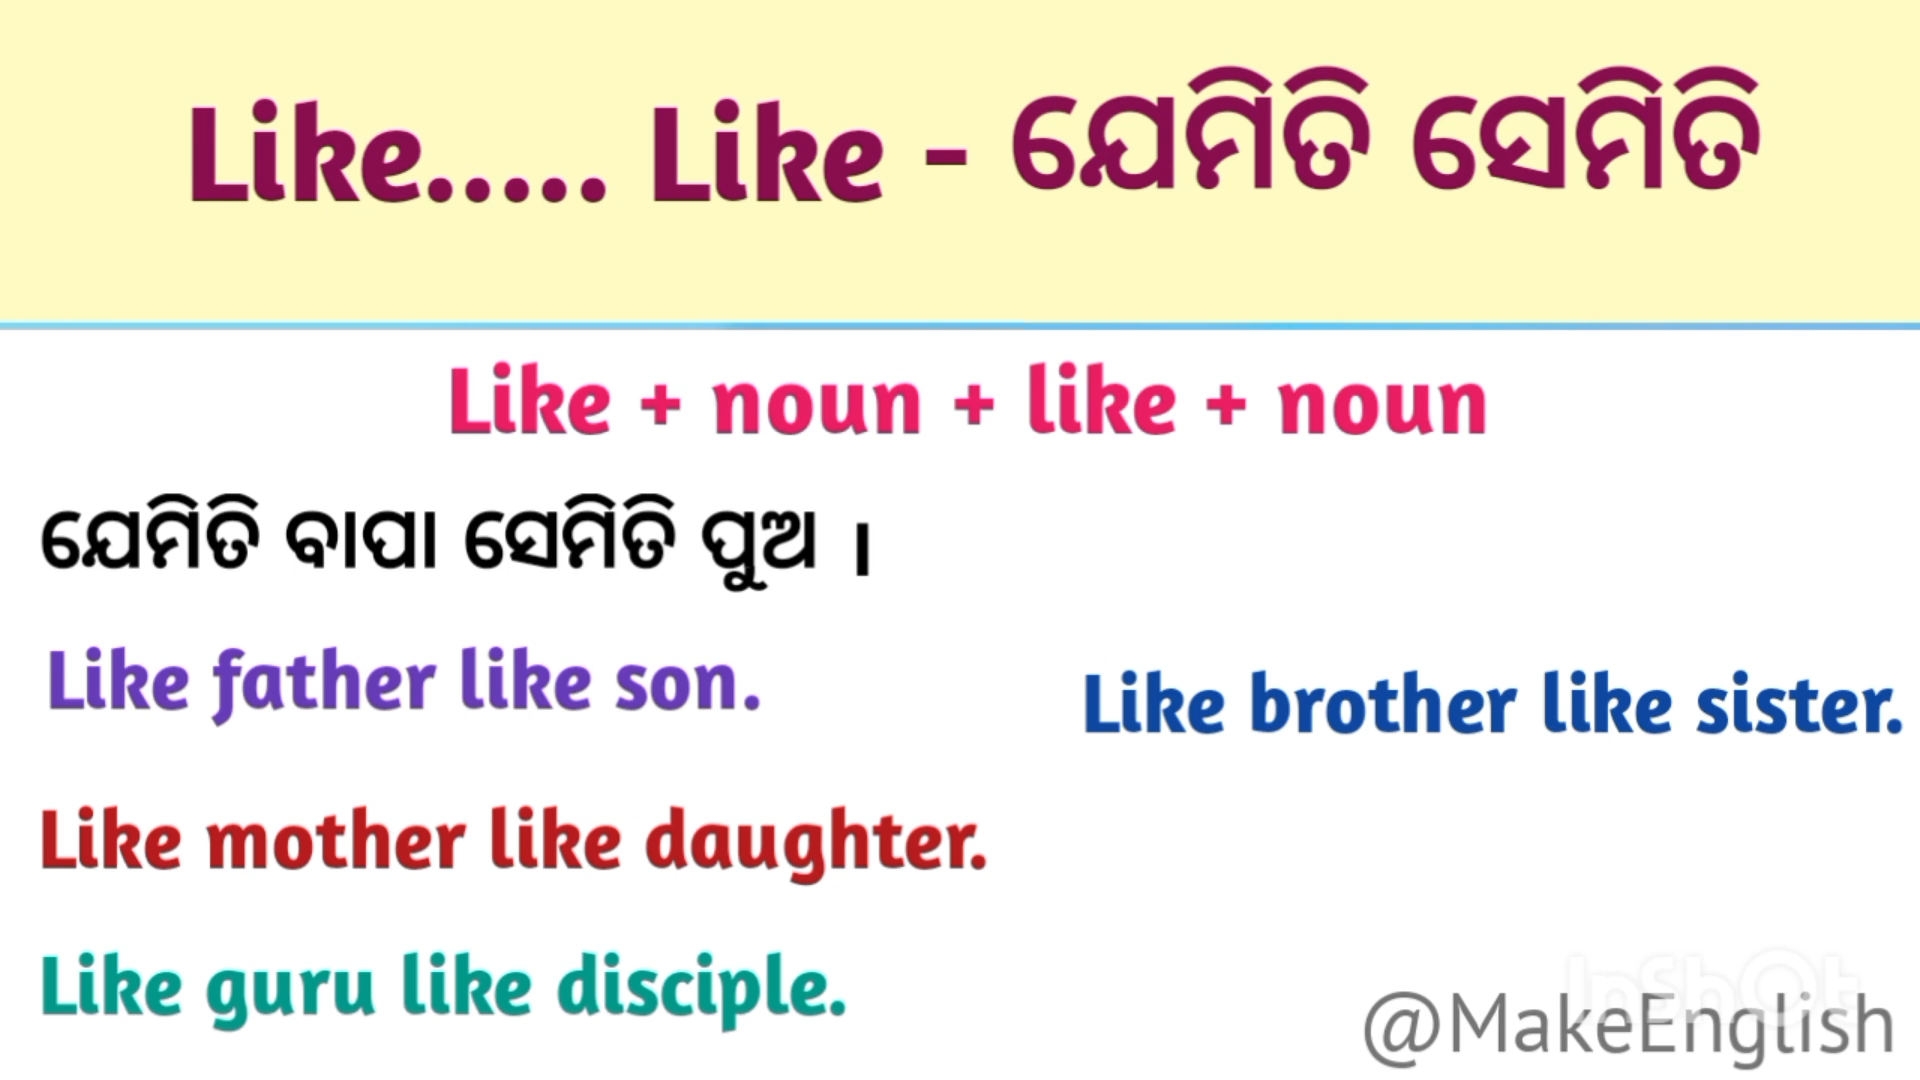 Like..... Like - ଯେମିତି ସେମିତି
Like + noun + like + noun
ଯେମିତି ବାପା ସେମିତି ପୁଅ ।
Like father like son.
Like brother like sister.
Like mother like daughter.
Like guru like disciple.
InShOt
@MakeEnglish